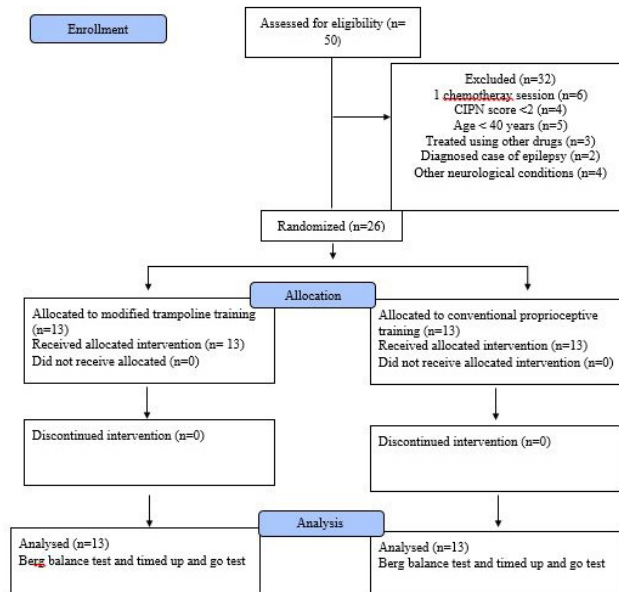 Enrollment
Assessed for eligibility (n=
50)
Excluded (n=32)
1 chemotheray session (n=6)
CIPN score <2 (n=4)
Age < 40 years (n=5)
Treated using other drugs (n=3)
Diagnosed case of epilepsy (n=2)
Other neurological conditions (n=4)
Randomized (n=26)
Allocation
Allocated to modified trampoline training
(n=13)
Received allocated intervention (n= 13)
Did not receive allocated (n=0)
Allocated to conventional proprioceptive
training (n=13)
Received allocated intervention (n=13)
Did not receive allocated intervention (n=0)
Discontinued intervention (n=0)
Discontinued intervention (n=0)
Analysis
Analysed (n=13)
Berg balance test and timed up and go test
Analysed (n=13)
Berg balance test and timed up and go test